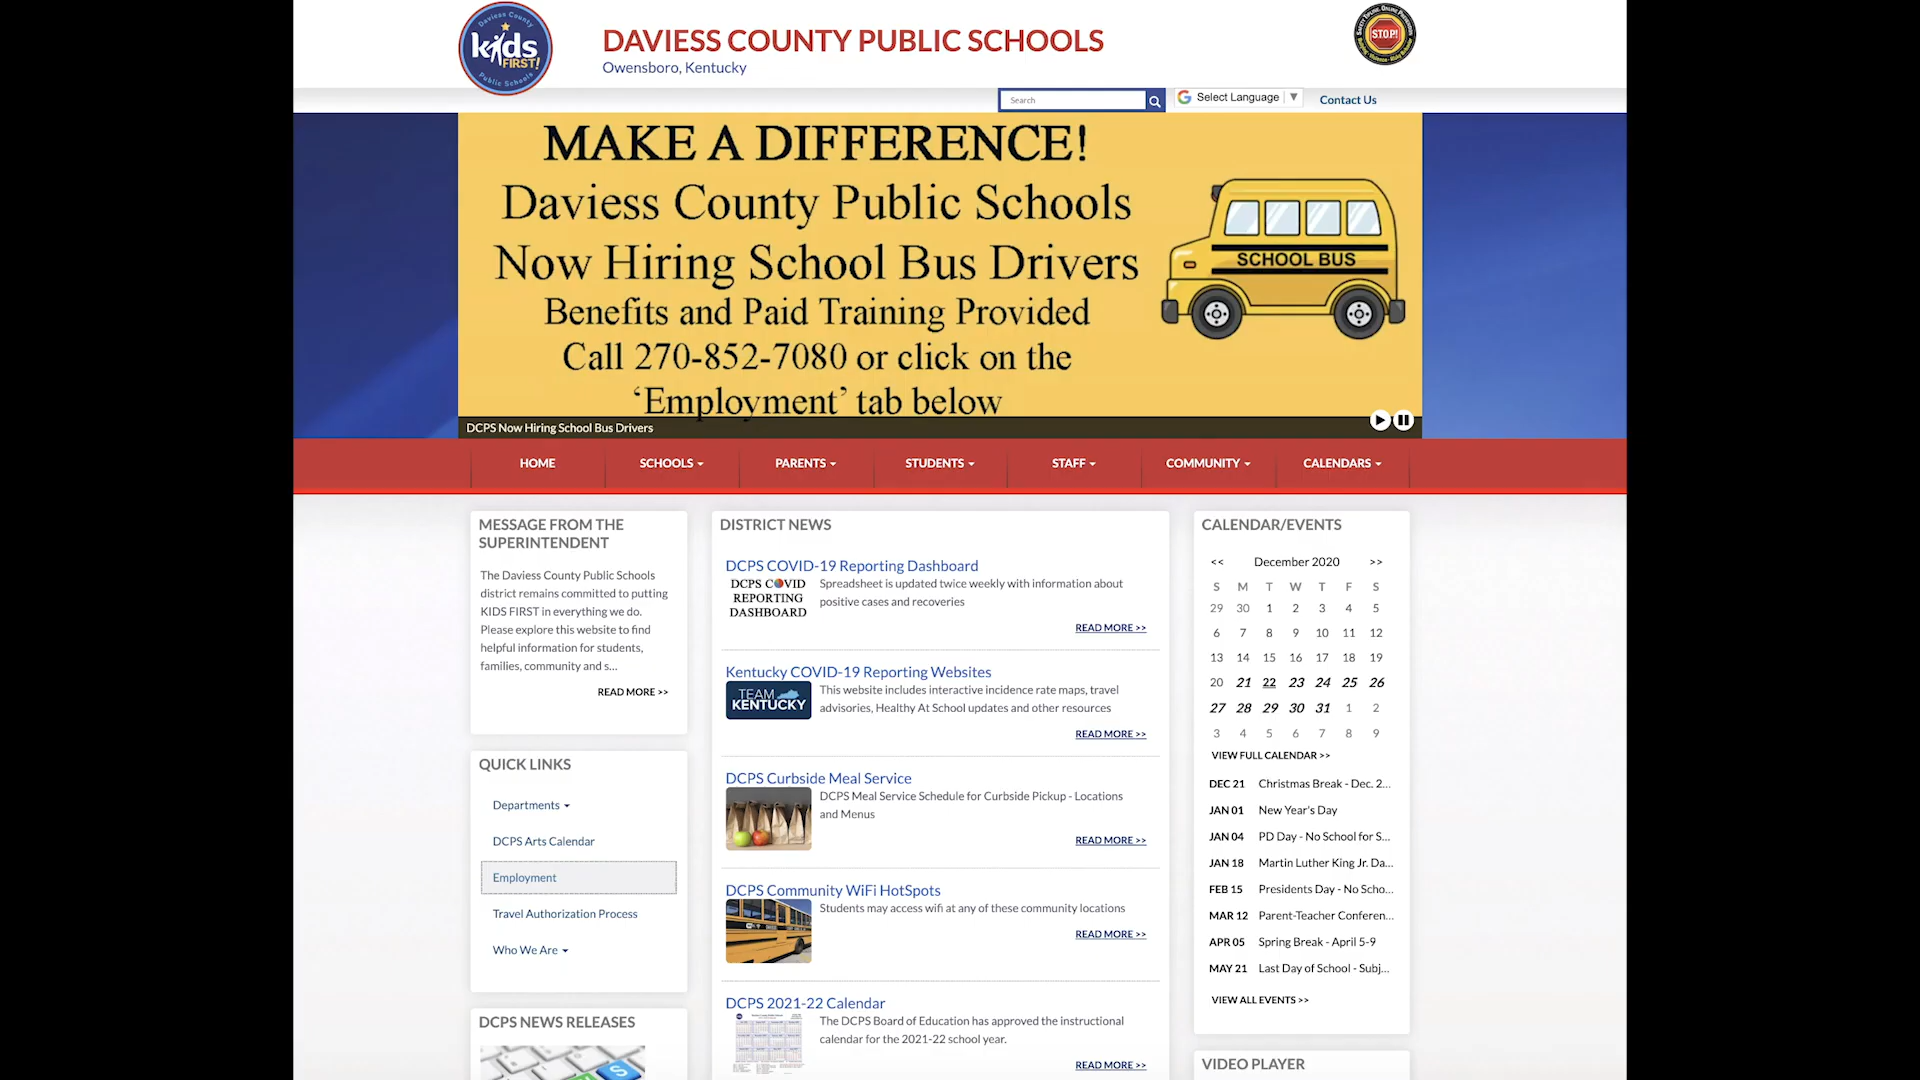 Daviess County
kids
FIRST!
Public Schools
DAVIESS COUNTY PUBLIC SCHOOLS
Owensboro, Kentucky
STOP!
Search
Select Language ▼
Contact Us
MAKE A DIFFERENCE!
Daviess County Public Schools
Now Hiring School Bus Drivers
Benefits and Paid Training Provided
Call 270-852-7080 or click on the
‘Employment’ tab below
SCHOOL BUS
DCPS Now Hiring School Bus Drivers
HOME
SCHOOLS
PARENTS
STUDENTS
STAFF
COMMUNITY
CALENDARS
MESSAGE FROM THE
SUPERINTENDENT
The Daviess County Public Schools
district remains committed to putting
KIDS FIRST in everything we do.
Please explore this website to find
helpful information for students,
families, community and s...
READ MORE >>
QUICK LINKS
Departments
DCPS Arts Calendar
Employment
Travel Authorization Process
Who We Are
DCPS NEWS RELEASES
DISTRICT NEWS
DCPS COVID-19 Reporting Dashboard
DCPS COVID
REPORTING
DASHBOARD
Spreadsheet is updated twice weekly with information about
positive cases and recoveries
READ MORE >>
Kentucky COVID-19 Reporting Websites
TEAM
KENTUCKY
This website includes interactive incidence rate maps, travel
advisories, Healthy At School updates and other resources
READ MORE >>
DCPS Curbside Meal Service
DCPS Meal Service Schedule for Curbside Pickup - Locations
and Menus
READ MORE >>
DCPS Community WiFi HotSpots
Students may access wifi at any of these community locations
READ MORE >>
DCPS 2021-22 Calendar
The DCPS Board of Education has approved the instructional
calendar for the 2021-22 school year.
READ MORE >>
CALENDAR/EVENTS
<< December 2020 >>
S M T W T F S
29 30 1 2 3 4 5
6 7 8 9 10 11 12
13 14 15 16 17 18 19
20 21 22 23 24 25 26
27 28 29 30 31 1 2
3 4 5 6 7 8 9
VIEW FULL CALENDAR >>
DEC 21 Christmas Break - Dec. 2...
JAN 01 New Year's Day
JAN 04 PD Day - No School for S...
JAN 18 Martin Luther King Jr. Da...
FEB 15 Presidents Day - No Scho...
MAR 12 Parent-Teacher Conferen...
APR 05 Spring Break - April 5-9
MAY 21 Last Day of School - Subj...
VIEW ALL EVENTS >>
VIDEO PLAYER